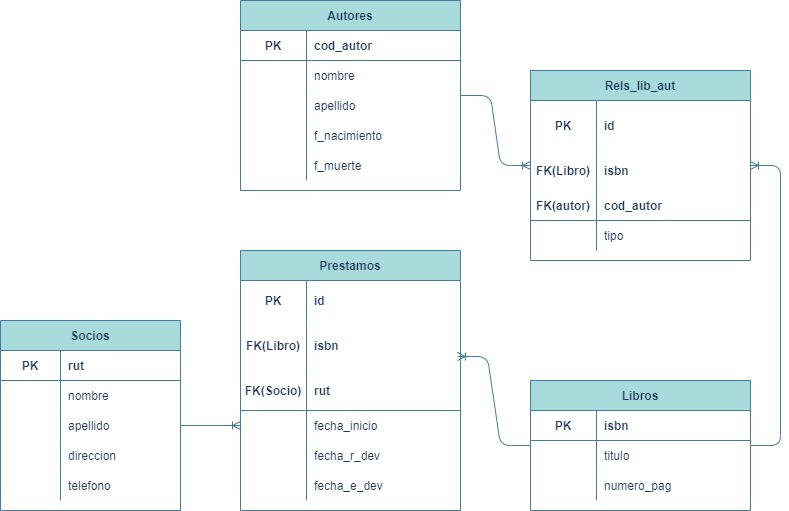 Autores
PK cod_autor
nombre
apellido
f_nacimiento
f_muerte
Rels_lib_aut
PK id
FK(Libro) isbn
FK(autor) cod_autor
tipo
Prestamos
PK id
FK(Libro) isbn
FK(Socio) rut
fecha_inicio
fecha_r_dev
fecha_e_dev
Socios
PK rut
nombre
apellido
direccion
telefono
Libros
PK isbn
titulo
numero_pag